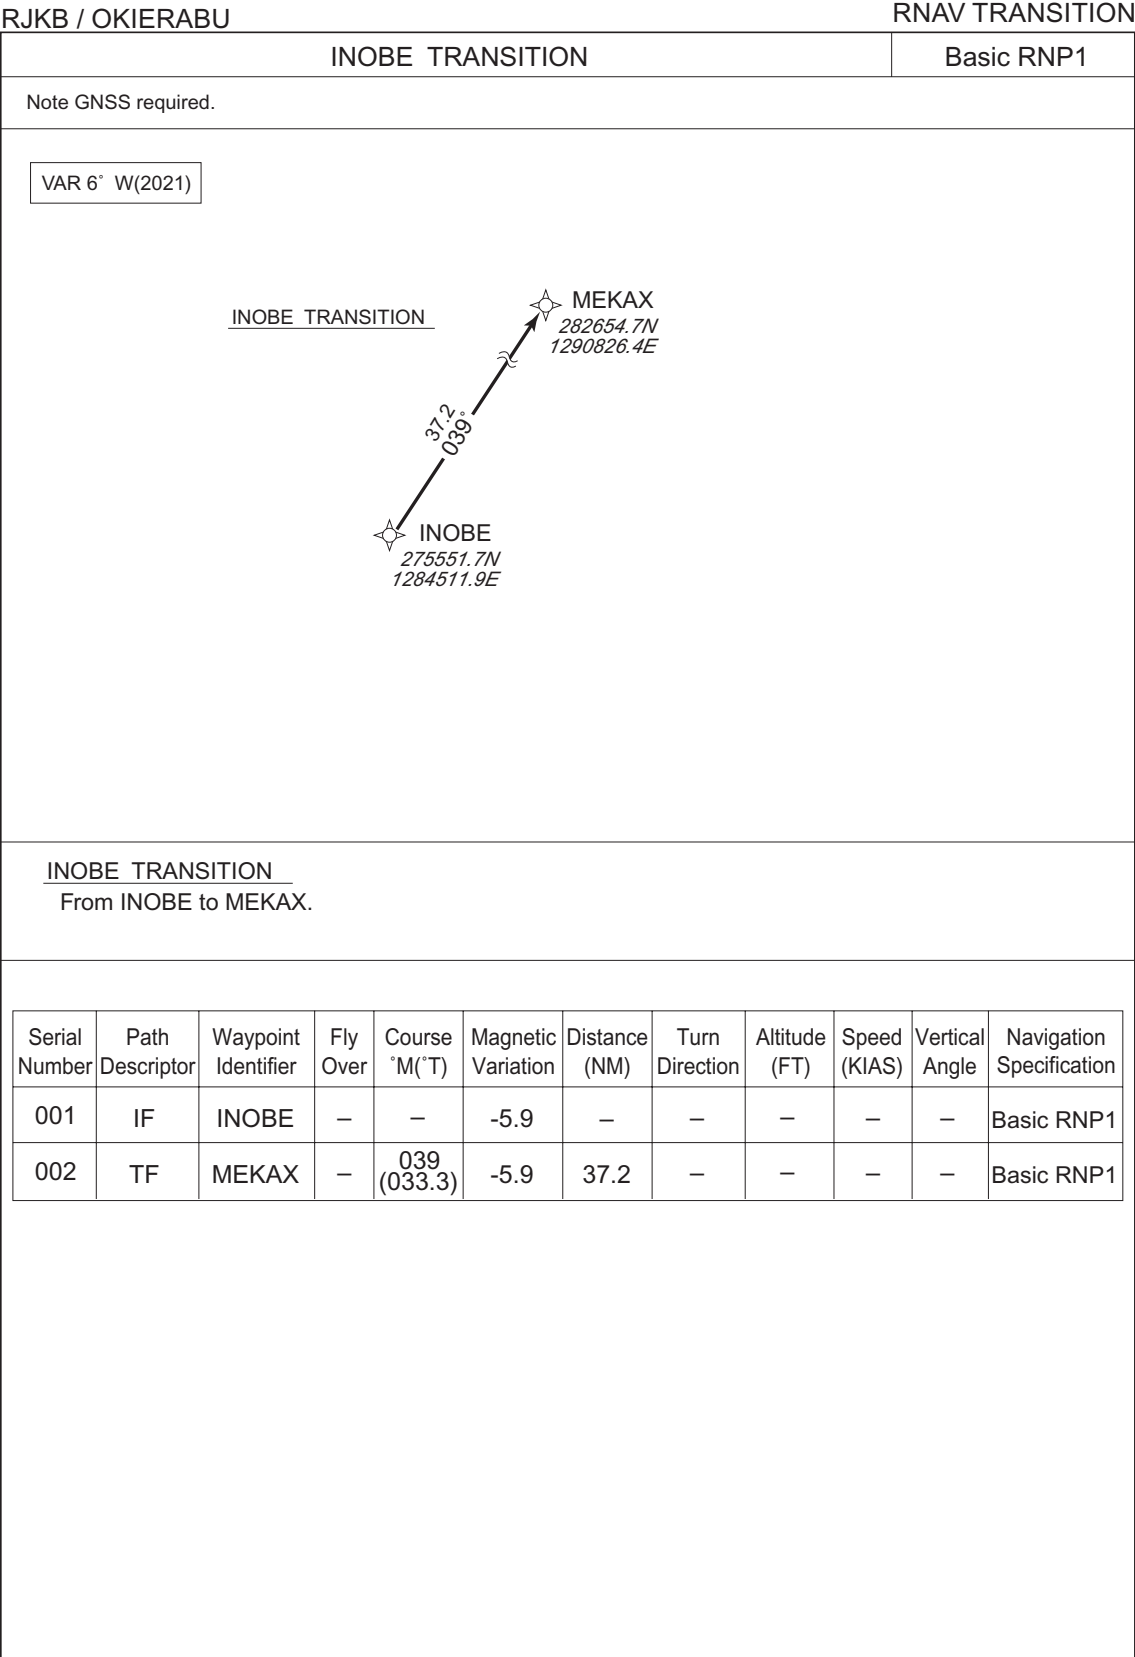 RJKB / OKIERABU
RNAV TRANSITION
INOBE TRANSITION
Basic RNP1
Note GNSS required.
VAR 6° W(2021)
INOBE TRANSITION
MEKAX
282654.7N
1290826.4E
37.2
039°
INOBE
275551.7N
1284511.9E
INOBE TRANSITION
From INOBE to MEKAX.
Serial Number Path Descriptor Waypoint Identifier Fly Over Course °M(°T) Magnetic Variation Distance (NM) Turn Direction Altitude (FT) Speed (KIAS) Vertical Angle Navigation Specification
001 IF INOBE – – -5.9 – – – – – Basic RNP1
002 TF MEKAX – 039 (033.3) -5.9 37.2 – – – – Basic RNP1